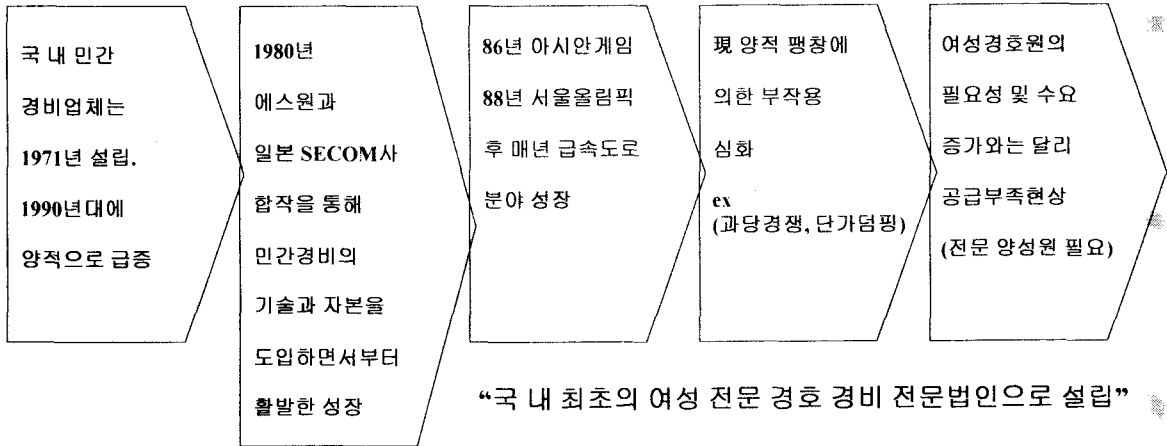 국 내 민간
경비업체는
1971년 설립.
1990년대에
양적으로 급증
1980년
에스원과
일본 SECOM사
합작을 통해
민간경비의
기술과 자본을
도입하면서부터
활발한 성장
86년 아시안게임
88년 서울올림픽
후 매년 급속도로
분야 성장
現 양적 팽창에
의한 부작용
심화
ex
(과당경쟁, 단가덤핑)
여성경호원의
필요성 및 수요
증가와는 달리
공급부족현상
(전문 양성원 필요)
“국 내 최초의 여성 전문 경호 경비 전문법인으로 설립”